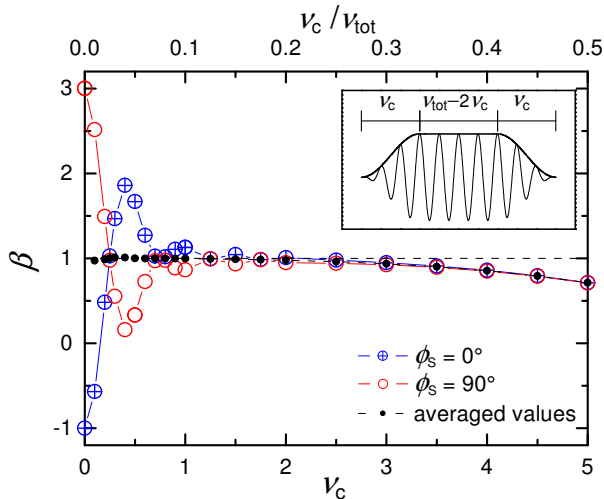 ν_c / ν_tot
0.0 0.1 0.2 0.3 0.4 0.5
3
2
1
0
-1
β
ν_c ν_tot−2ν_c ν_c
ϕ_S = 0°
ϕ_S = 90°
averaged values
0 1 2 3 4 5
ν_c